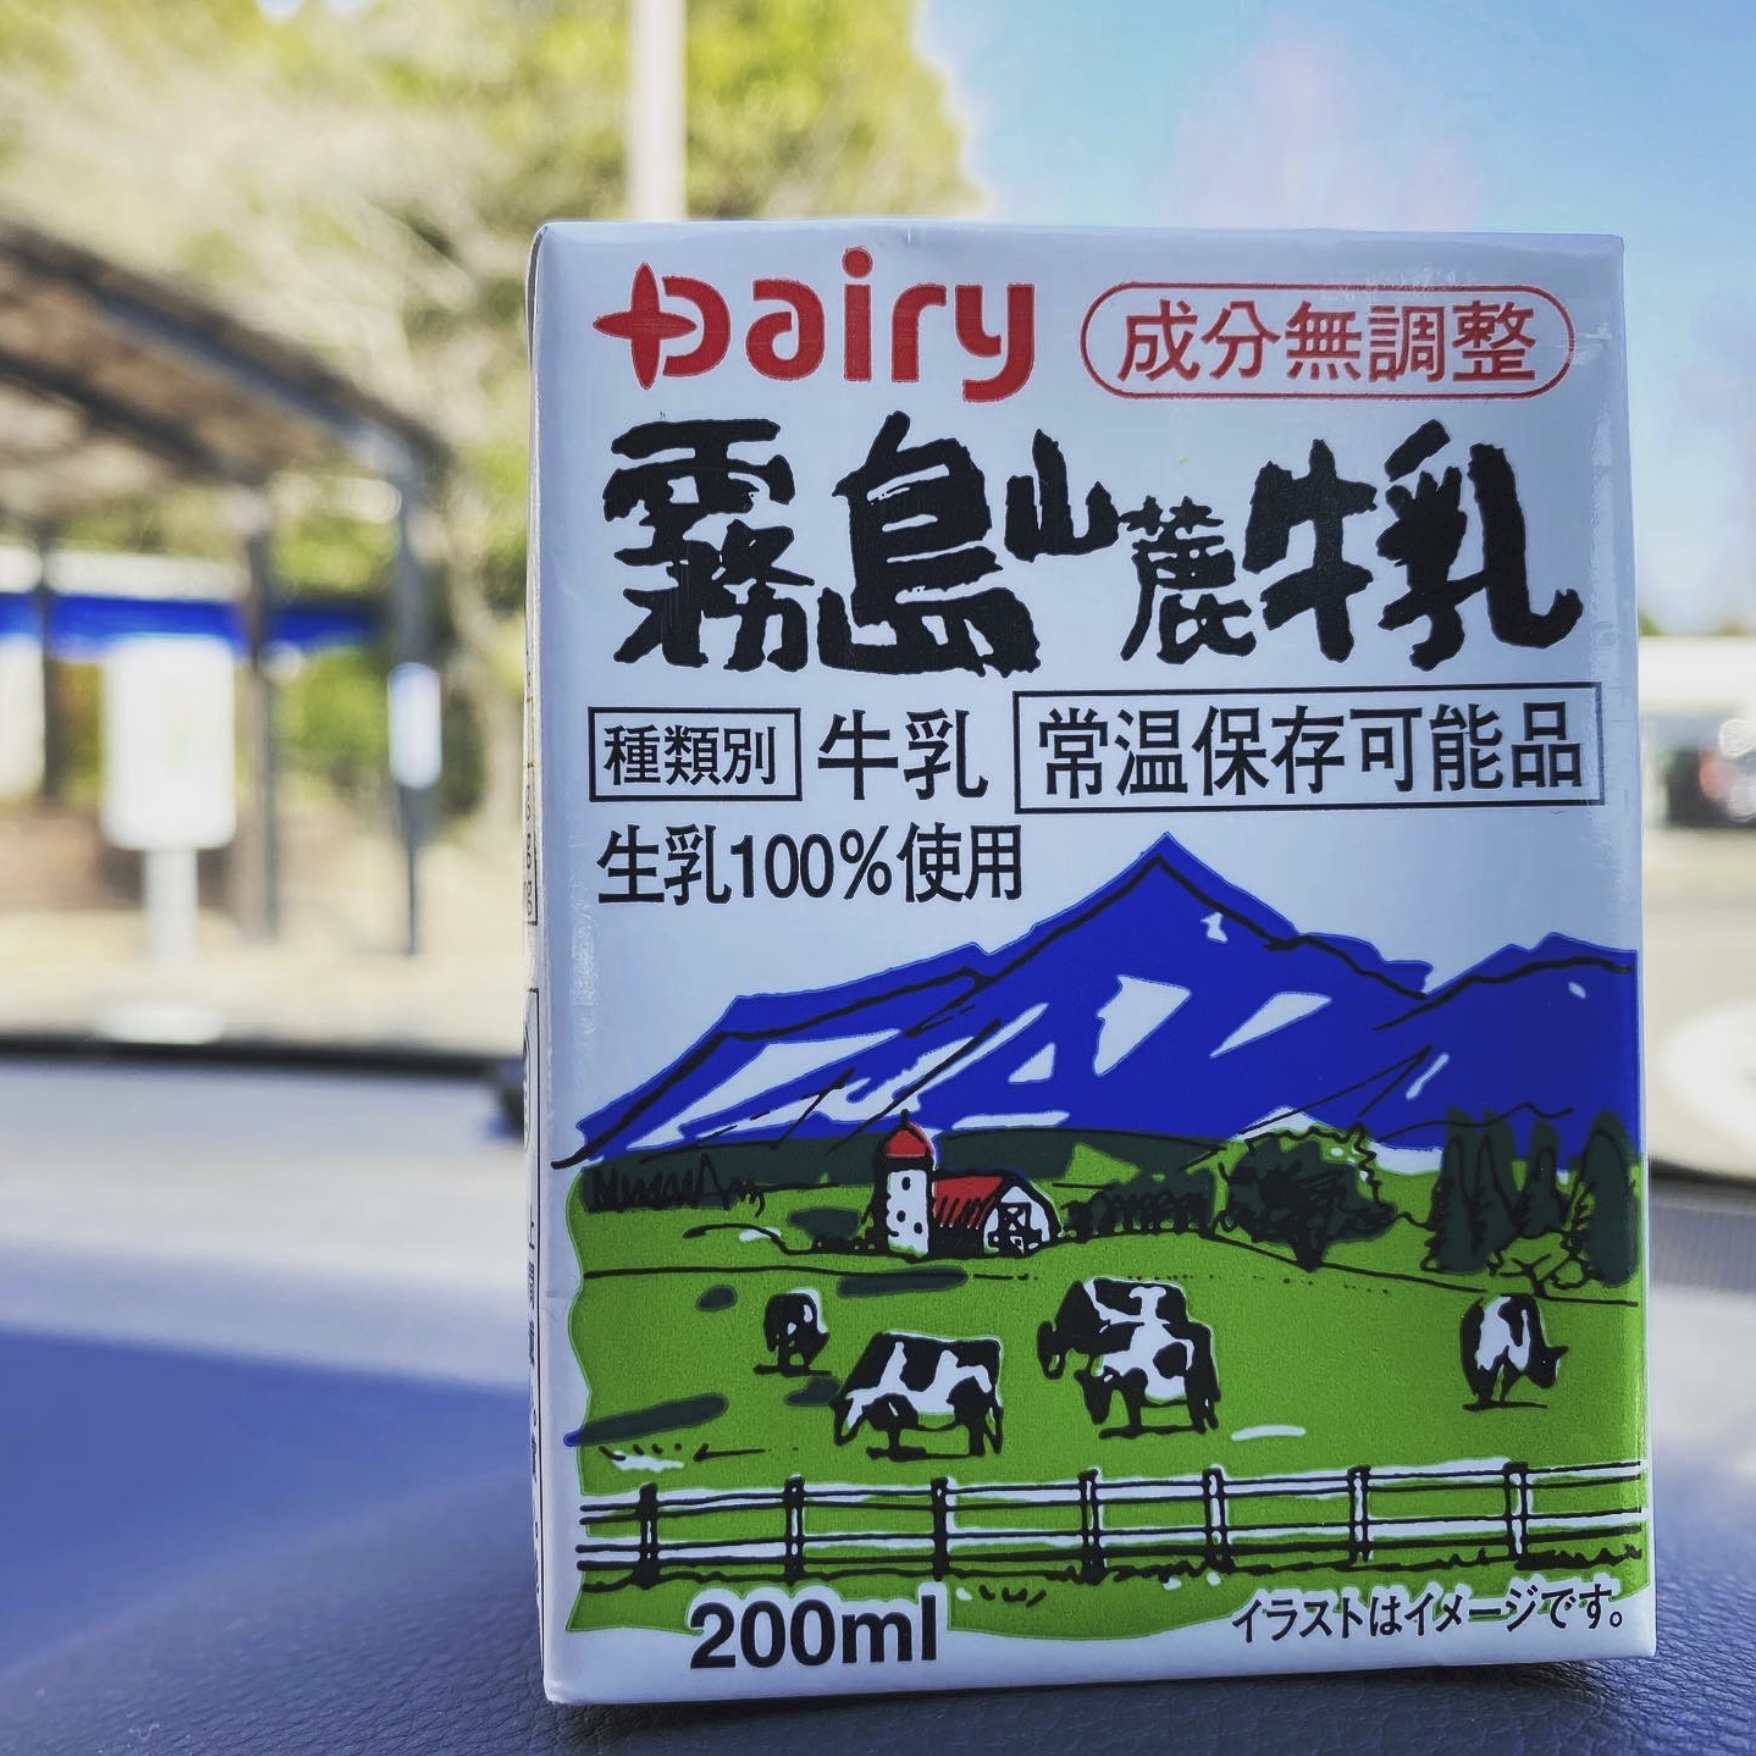 Dairy 成分無調整
霧島山麓牛乳
種類別 牛乳 常温保存可能品
生乳100%使用
200ml イラストはイメージです。